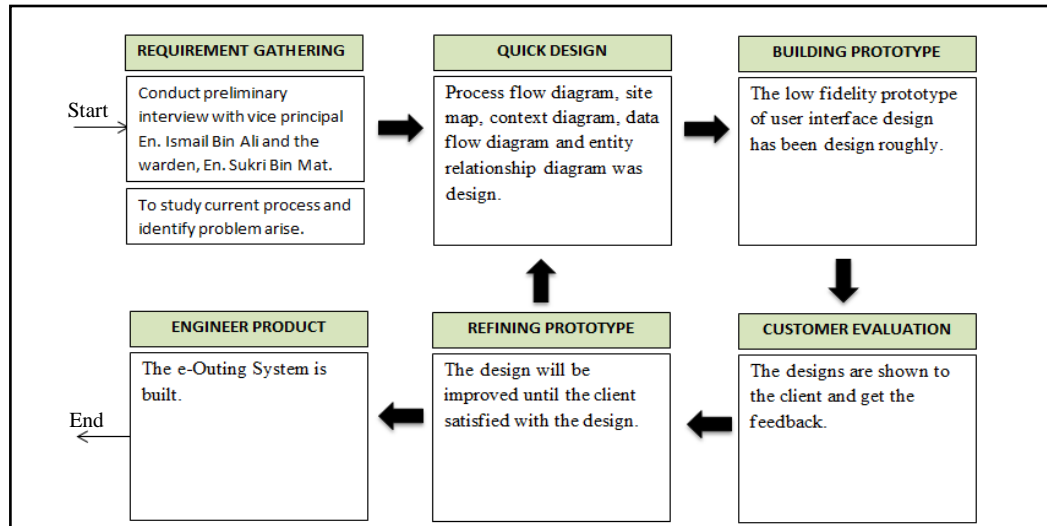 REQUIREMENT GATHERING
Start
Conduct preliminary
interview with vice principal
En. Ismail Bin Ali and the
warden, En. Sukri Bin Mat.
To study current process and
identify problem arise.
QUICK DESIGN
Process flow diagram, site
map, context diagram, data
flow diagram and entity
relationship diagram was
design.
BUILDING PROTOTYPE
The low fidelity prototype
of user interface design
has been design roughly.
CUSTOMER EVALUATION
The designs are shown to
the client and get the
feedback.
REFINING PROTOTYPE
The design will be
improved until the client
satisfied with the design.
ENGINEER PRODUCT
The e-Outing System is
built.
End